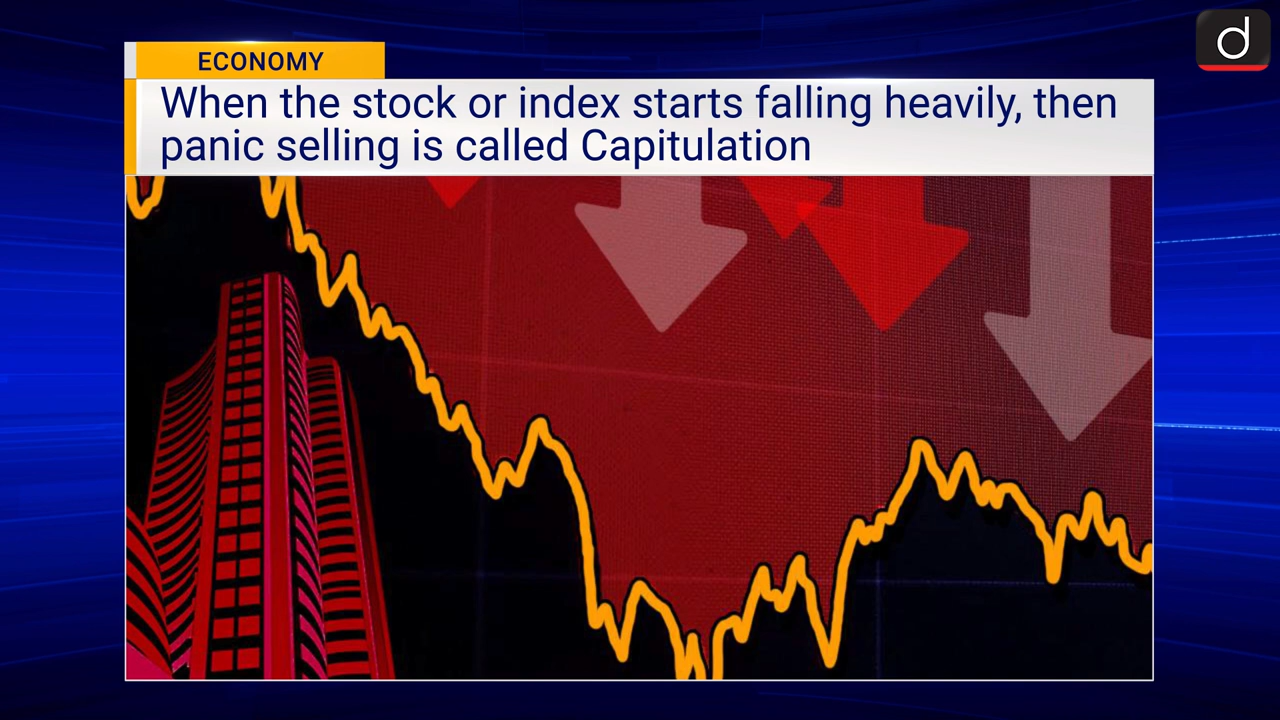 ECONOMY
When the stock or index starts falling heavily, then
panic selling is called Capitulation
d